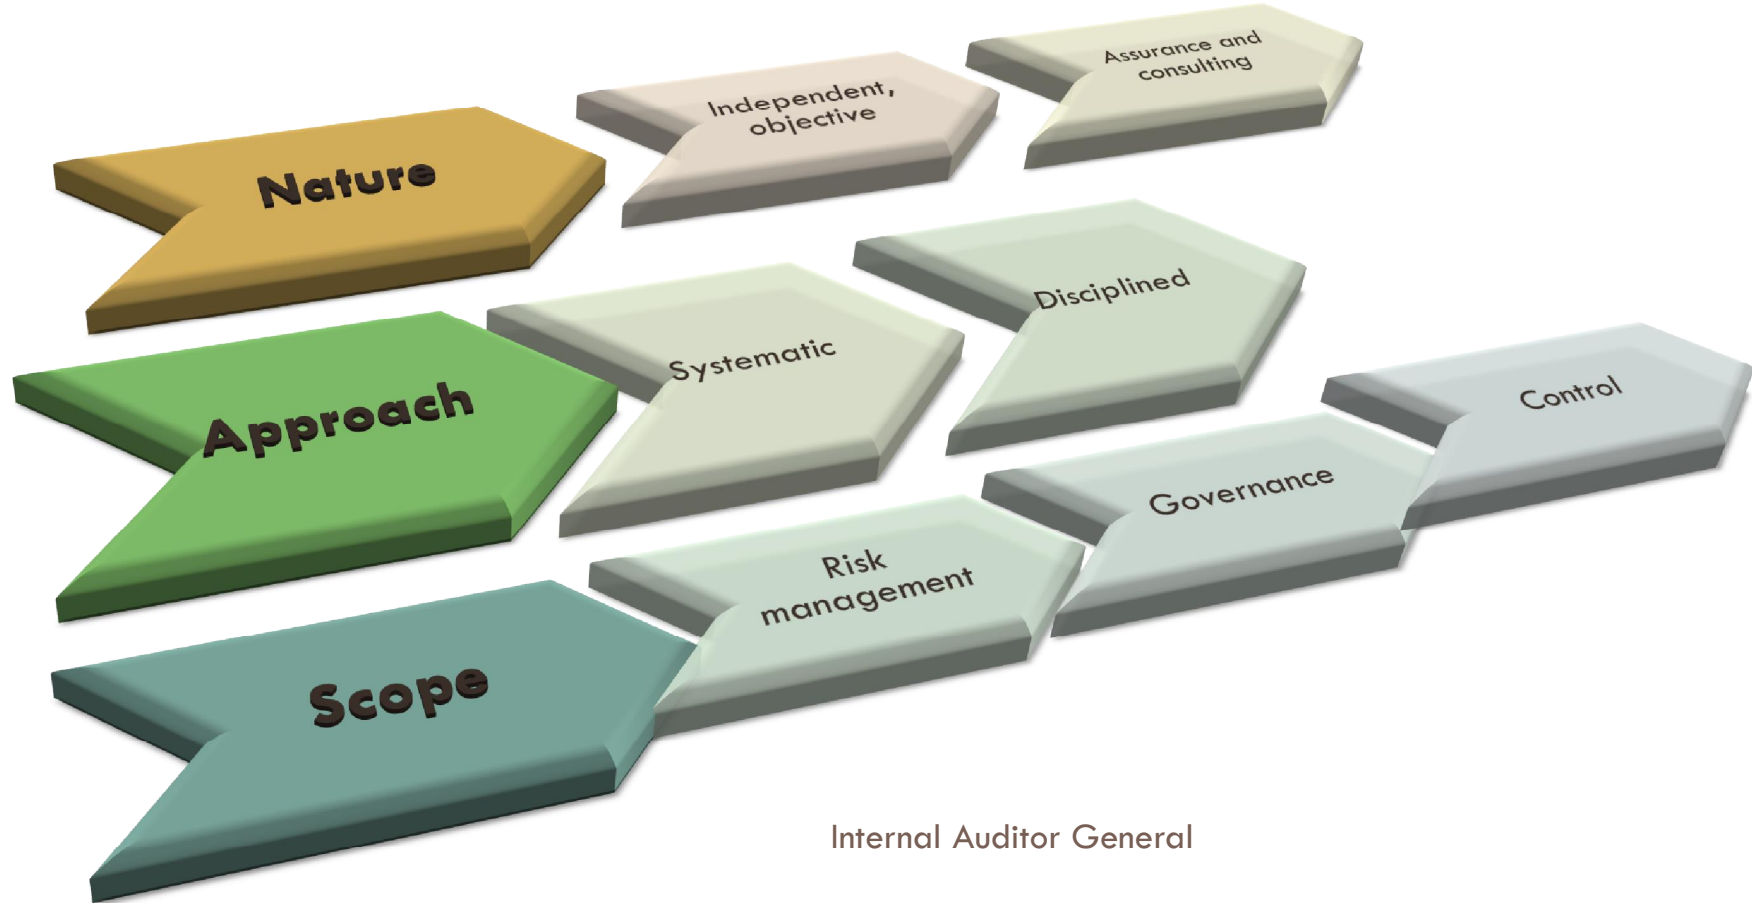 Nature
Independent,
objective
Assurance and
consulting
Approach
Systematic
Disciplined
Scope
Risk
management
Governance
Control
Internal Auditor General